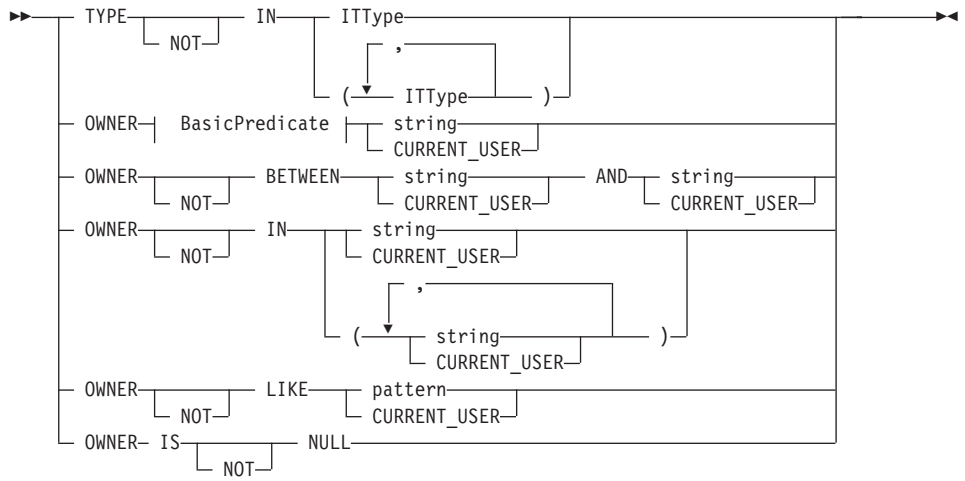 TYPE IN ITType
NOT
,
( ITType )
OWNER BasicPredicate string
CURRENT_USER
OWNER BETWEEN string AND string
NOT CURRENT_USER CURRENT_USER
OWNER IN string
NOT CURRENT_USER
,
( string )
CURRENT_USER
OWNER LIKE pattern
NOT CURRENT_USER
OWNER IS NULL
NOT